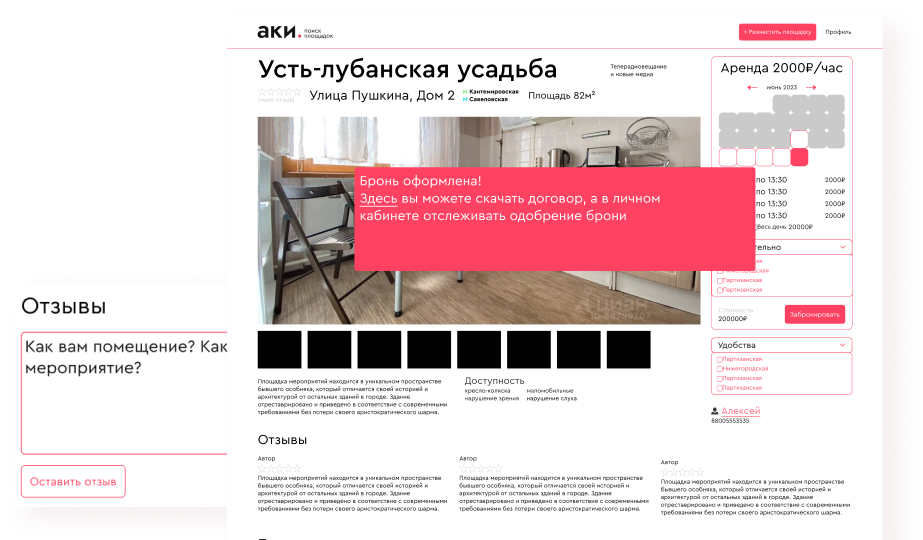 аки.
поиск
площадок
+ Разместить площадку
Профиль
Усть-лубанская усадьба
Телерадиовещание
и новые медиа
(мало отзыв)
Улица Пушкина, Дом 2
М Кантемировская
М Савеловская
Площадь 82м²
Аренда 2000₽/час
июнь 2023
по 13:30 2000₽
по 13:30 2000₽
по 13:30 2000₽
по 13:30 2000₽
Весь день 20000₽
Бронь оформлена!
Здесь вы можете скачать договор, а в личном
кабинете отслеживать одобрение брони
Нижегородская
Партизанская
Партизанская
Стоимость
200000₽
Забронировать
Удобства
Партизанская
Нижегородская
Партизанская
Партизанская
Алексей
88005553535
Площадка мероприятий находится в уникальном пространстве
бывшего особняка, который отличается своей историей и
архитектурой от остальных зданий в городе. Здание
отреставрировано и приведено в соответствие с современными
требованиями без потери своего аристократического шарма.
Доступность
кресло-коляска маломобильные
нарушение зрения нарушение слуха
Отзывы
Автор
Площадка мероприятий находится в уникальном пространстве
бывшего особняка, который отличается своей историей и
архитектурой от остальных зданий в городе. Здание
отреставрировано и приведено в соответствие с современными
требованиями без потери своего аристократического шарма.
Автор
Площадка мероприятий находится в уникальном пространстве
бывшего особняка, который отличается своей историей и
архитектурой от остальных зданий в городе. Здание
отреставрировано и приведено в соответствие с современными
требованиями без потери своего аристократического шарма.
Автор
Площадка мероприятий находится в уникальном пространстве
бывшего особняка, который отличается своей историей и
архитектурой от остальных зданий в городе. Здание
отреставрировано и приведено в соответствие с современными
требованиями без потери своего аристократического шарма.
Отзывы
Как вам помещение? Как
мероприятие?
Оставить отзыв